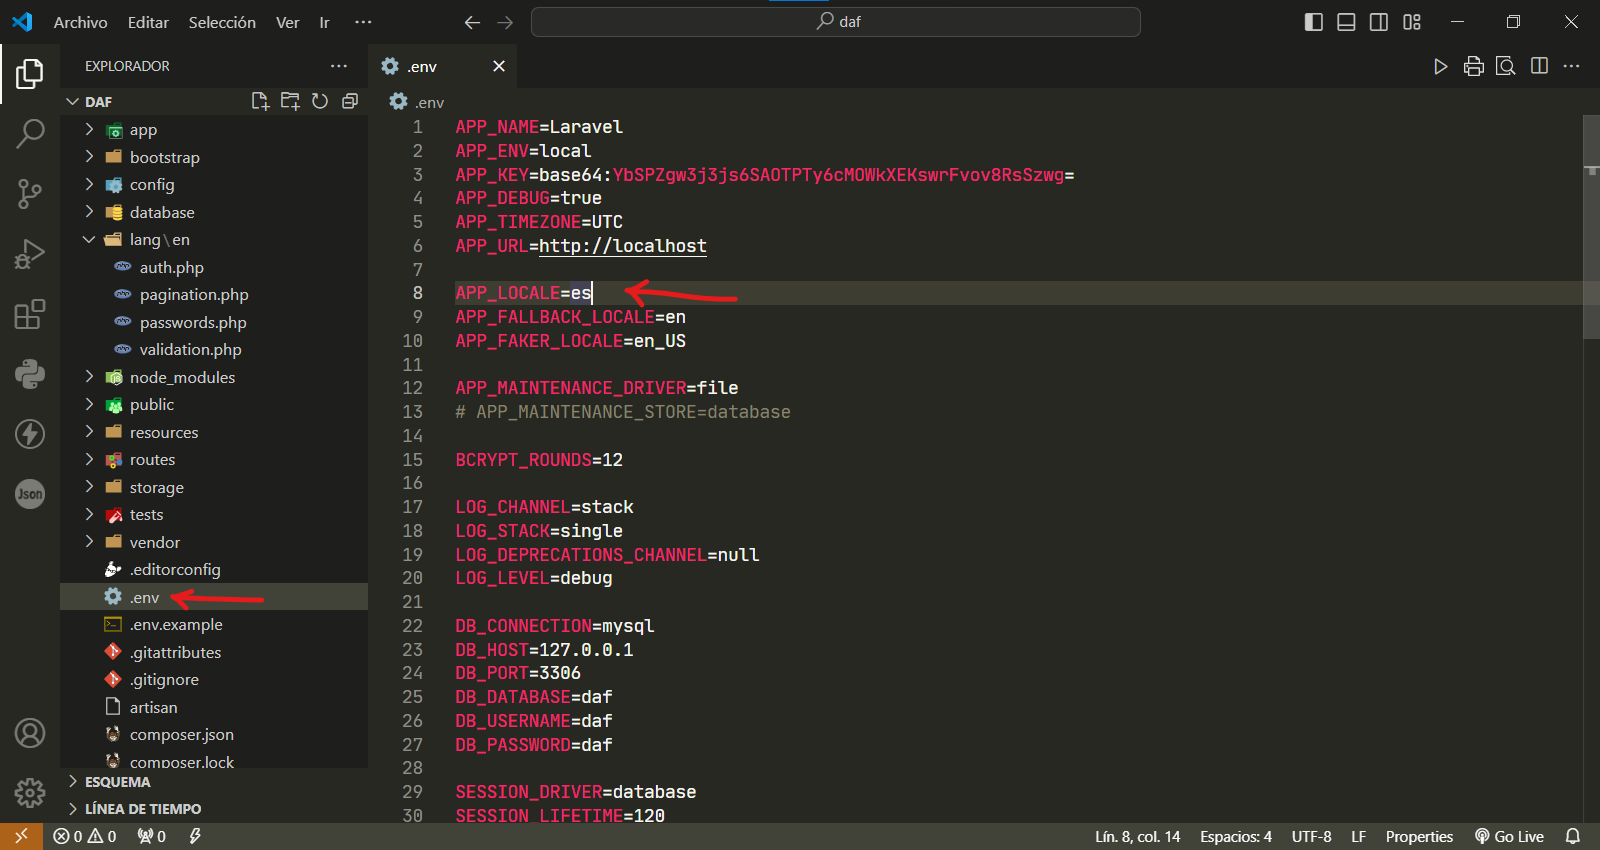 Archivo Editar Selección Ver Ir ···
daf
EXPLORADOR
DAF
app
bootstrap
config
database
lang\en
auth.php
pagination.php
passwords.php
validation.php
node_modules
public
resources
routes
storage
tests
vendor
.editorconfig
.env
.env.example
.gitattributes
.gitignore
artisan
composer.json
composer.lock
ESQUEMA
LÍNEA DE TIEMPO
Json
.env
.env
1 APP_NAME=Laravel
2 APP_ENV=local
3 APP_KEY=base64:YbSPZgw3j3js6SAOTPTy6cMOWkXEKswrFvov8RsSzwg=
4 APP_DEBUG=true
5 APP_TIMEZONE=UTC
6 APP_URL=http://localhost
7
8 APP_LOCALE=es
9 APP_FALLBACK_LOCALE=en
10 APP_FAKER_LOCALE=en_US
11
12 APP_MAINTENANCE_DRIVER=file
13 # APP_MAINTENANCE_STORE=database
14
15 BCRYPT_ROUNDS=12
16
17 LOG_CHANNEL=stack
18 LOG_STACK=single
19 LOG_DEPRECATIONS_CHANNEL=null
20 LOG_LEVEL=debug
21
22 DB_CONNECTION=mysql
23 DB_HOST=127.0.0.1
24 DB_PORT=3306
25 DB_DATABASE=daf
26 DB_USERNAME=daf
27 DB_PASSWORD=daf
28
29 SESSION_DRIVER=database
30 SESSION_LIFETIME=120
0 0 0 Lín. 8, col. 14 Espacios: 4 UTF-8 LF Properties Go Live